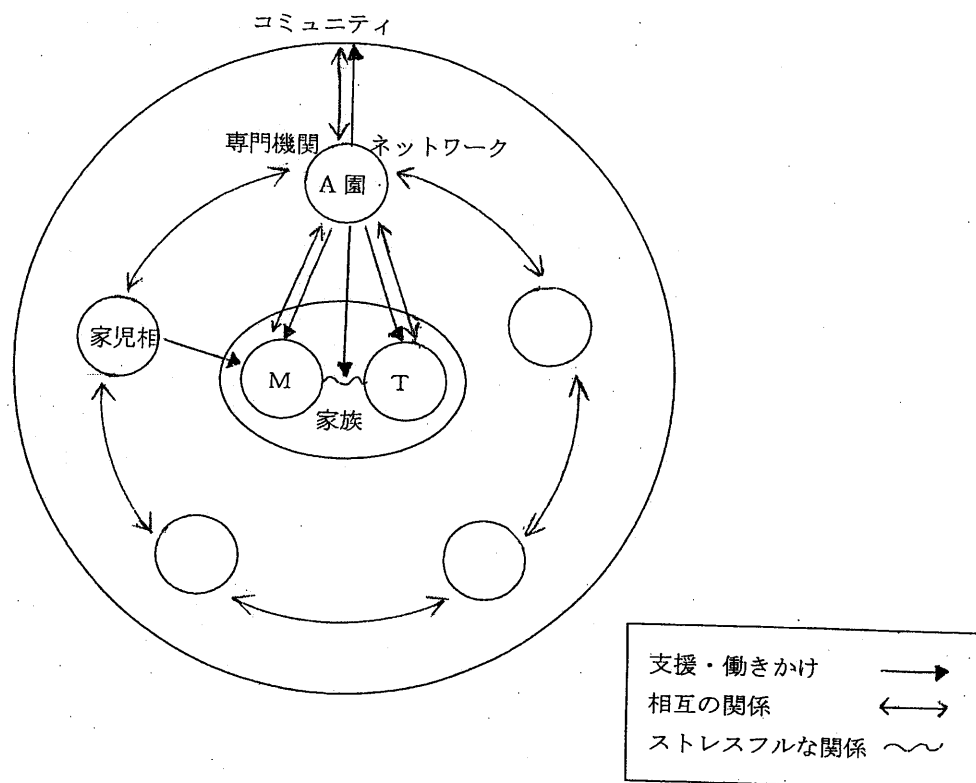 コミュニティ
専門機関 ネットワーク
A園
家児相
M
T
家族
支援・働きかけ
相互の関係
ストレスフルな関係